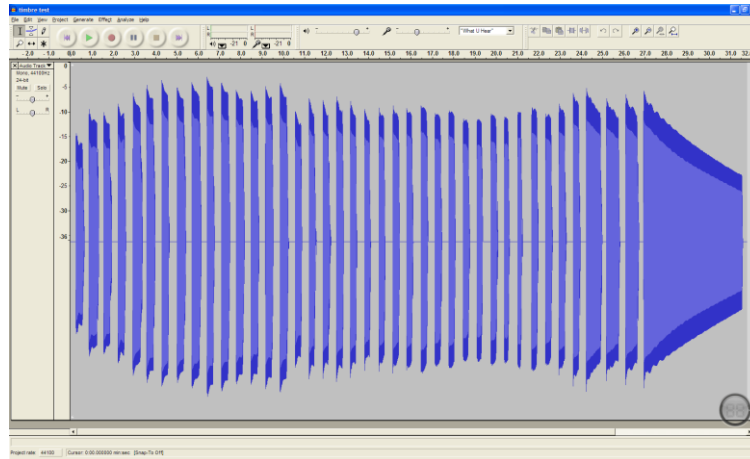 timbre test
File Edit View Project Generate Effect Analyze Help
L R -21 0 L R -21 0 "What U Hear"
-2.0 -1.0 0.0 1.0 2.0 3.0 4.0 5.0 6.0 7.0 8.0 9.0 10.0 11.0 12.0 13.0 14.0 15.0 16.0 17.0 18.0 19.0 20.0 21.0 22.0 23.0 24.0 25.0 26.0 27.0 28.0 29.0 30.0 31.0 32.
X Audio Track 0
Mono, 44100Hz
24-bit
Mute Solo -5
- +
L R -10
-15
-20
-25
-30
-36
Project rate: 44100 Cursor: 0:00.000000 min:sec [Snap-To Off]